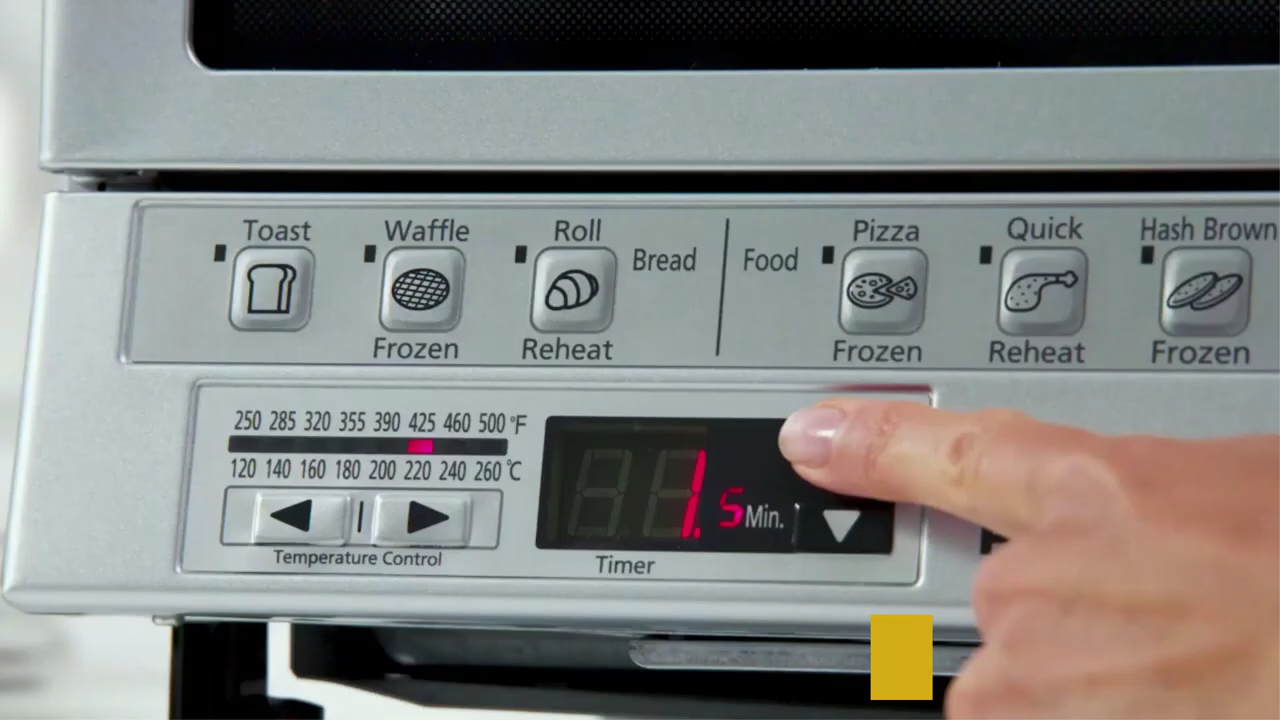 Toast Waffle Roll Bread Food Pizza Quick Hash Brown
Frozen Reheat Frozen Reheat Frozen
250 285 320 355 390 425 460 500 °F
120 140 160 180 200 220 240 260 °C
Temperature Control
1.5 Min.
Timer